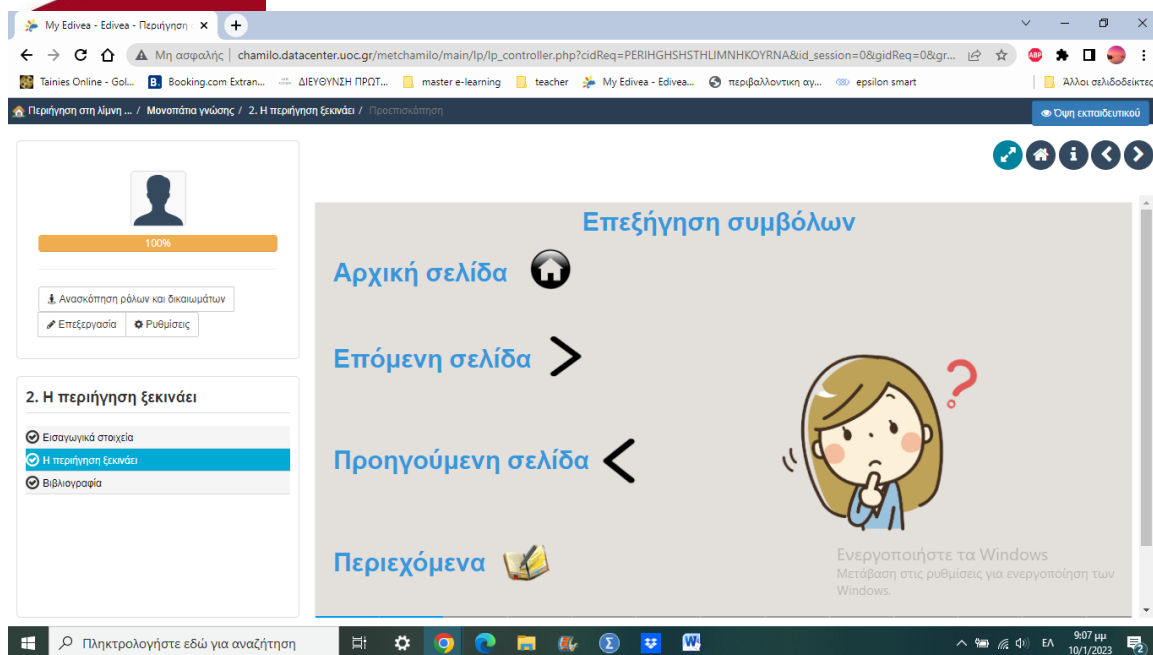 My Edivea - Edivea - Περιήγηση σ
Μη ασφαλής | chamilo.datacenter.uoc.gr/metchamilo/main/lp/lp_controller.php?cidReq=PERIHGHSHSTHLIMNHKOYRNA&id_session=0&gidReq=0&gr...
ABP
Tainies Online - Gol... B. Booking.com Extran... ΔΙΕΥΘΥΝΣΗ ΠΡΩΤ... master e-learning teacher My Edivea - Edivea... περιβαλλοντικη αγ... epsilon smart Άλλοι σελιδοδείκτες
Περιήγηση στη λίμνη ... / Μονοπάτια γνώσης / 2. Η περιήγηση ξεκινάει / Προεπισκόπηση
Όψη εκπαιδευτικού
100%
Ανασκόπηση ρόλων και δικαιωμάτων
Επεξεργασία Ρυθμίσεις
2. Η περιήγηση ξεκινάει
Εισαγωγικά στοιχεία
Η περιήγηση ξεκινάει
Βιβλιογραφία
Επεξήγηση συμβόλων
Αρχική σελίδα
Επόμενη σελίδα >
Προηγούμενη σελίδα <
Περιεχόμενα
?
Ενεργοποιήστε τα Windows
Μετάβαση στις ρυθμίσεις για ενεργοποίηση των
Windows.
Πληκτρολογήστε εδώ για αναζήτηση
ΕΛ
9:07 μμ
10/1/2023
2